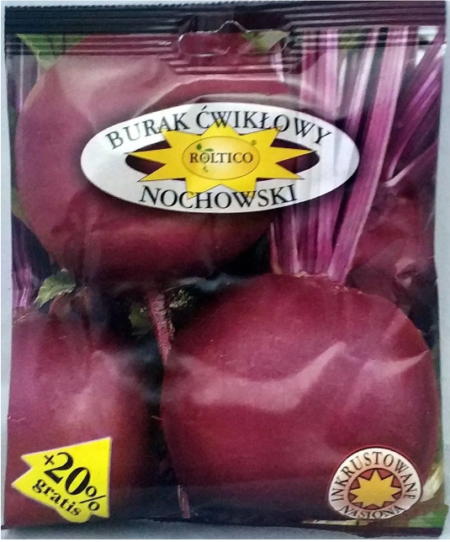 BURAK ĆWIKŁOWY
ROLTICO
NOCHOWSKI
+20%
gratis
INKRUSTOWANE
NASIONA